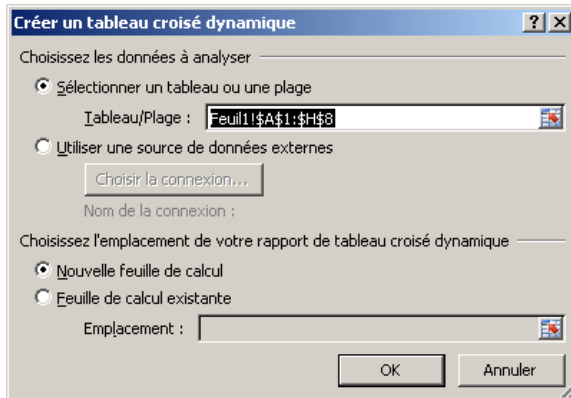 Créer un tableau croisé dynamique
Choisissez les données à analyser
Sélectionner un tableau ou une plage
Tableau/Plage : Feuil1!$A$1:$H$8
Utiliser une source de données externes
Choisir la connexion...
Nom de la connexion :
Choisissez l'emplacement de votre rapport de tableau croisé dynamique
Nouvelle feuille de calcul
Feuille de calcul existante
Emplacement :
OK Annuler